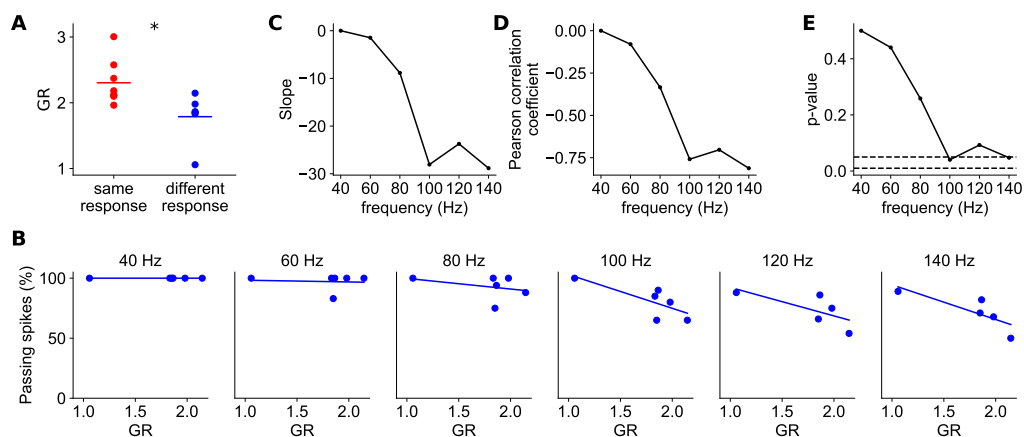 A
*
3
2
1
GR
same
response
different
response
C
0
−10
−20
−30
Slope
40 60 80 100 120 140
frequency (Hz)
D
0.00
−0.25
−0.50
−0.75
Pearson correlation
coefficient
40 60 80 100 120 140
frequency (Hz)
E
0.4
0.2
0.0
p-value
40 60 80 100 120 140
frequency (Hz)
B
40 Hz
60 Hz
80 Hz
100 Hz
120 Hz
140 Hz
Passing spikes (%)
100
50
0
1.0 1.5 2.0
GR
1.0 1.5 2.0
GR
1.0 1.5 2.0
GR
1.0 1.5 2.0
GR
1.0 1.5 2.0
GR
1.0 1.5 2.0
GR